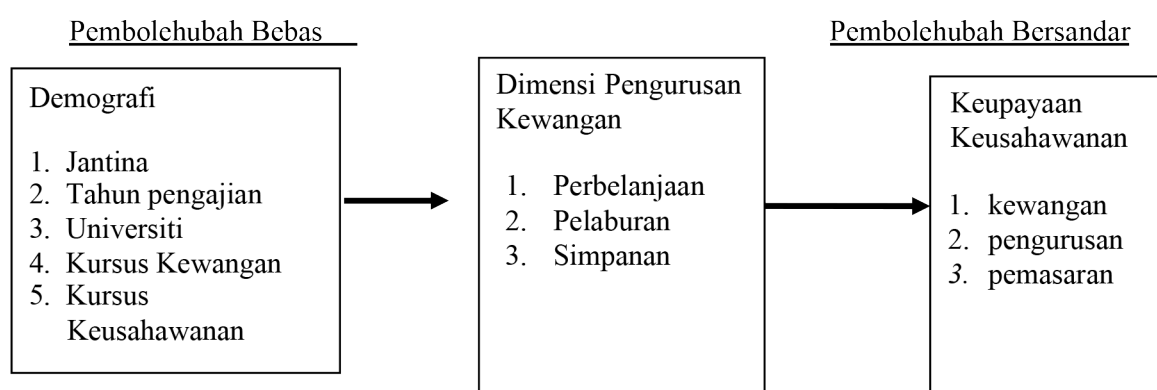 Pembolehubah Bebas
Pembolehubah Bersandar
Demografi
1. Jantina
2. Tahun pengajian
3. Universiti
4. Kursus Kewangan
5. Kursus
Keusahawanan
Dimensi Pengurusan
Kewangan
1. Perbelanjaan
2. Pelaburan
3. Simpanan
Keupayaan
Keusahawanan
1. kewangan
2. pengurusan
3. pemasaran